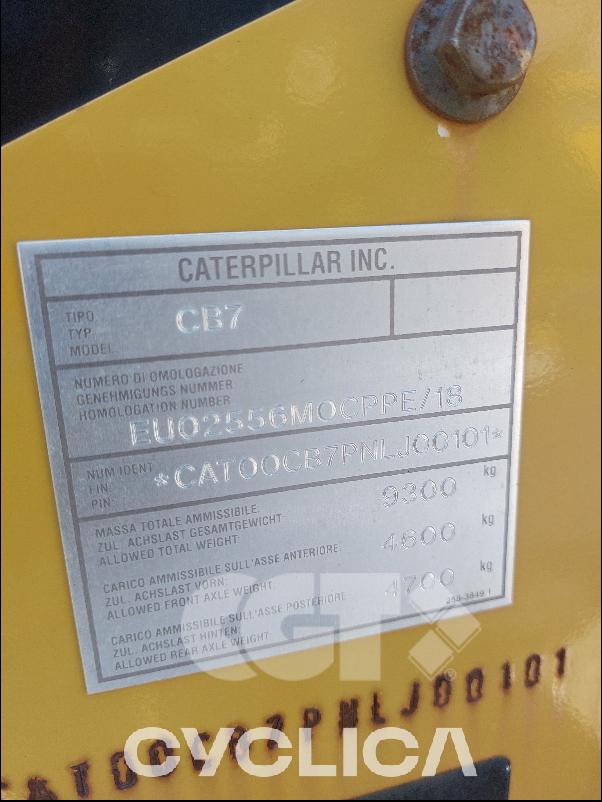 CATERPILLAR INC.
TIPO
TYP
MODEL
CB7
NUMERO DI OMOLOGAZIONE
GENEHMIGUNGS NUMMER
HOMOLOGATION NUMBER
EU02556MOCPPE/18
NUM IDENT
FIN.
PIN.
*CAT00CB7PNLJ00101*
MASSA TOTALE AMMISSIBILE:
ZUL. ACHSLAST GESAMTGEWICHT:
ALLOWED TOTAL WEIGHT:
9300 kg
CARICO AMMISSIBILE SULL'ASSE ANTERIORE:
ZUL. ACHSLAST VORN:
ALLOWED FRONT AXLE WEIGHT:
4600 kg
CARICO AMMISSIBILE SULL'ASSE POSTERIORE
ZUL. ACHSLAST HINTEN:
ALLOWED REAR AXLE WEIGHT:
4700 kg
CGT
CAT00CB7PNLJ00101
CYCLICA